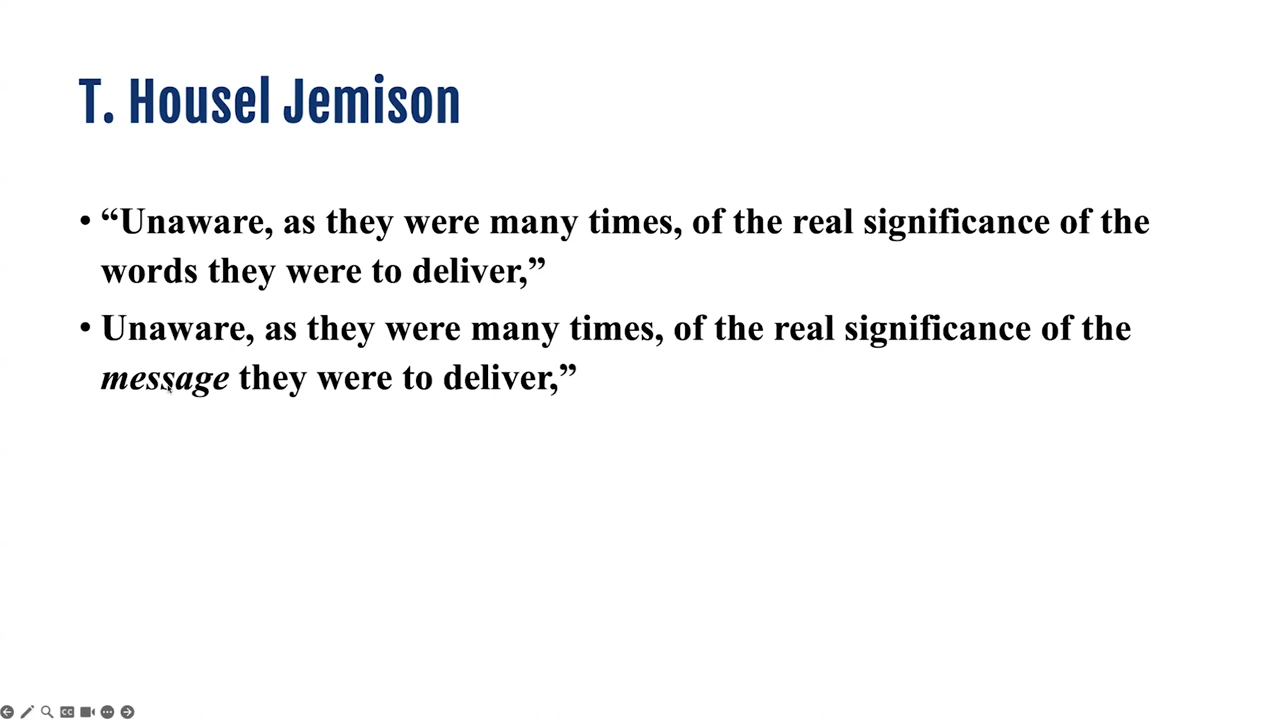 T. Housel Jemison
• “Unaware, as they were many times, of the real significance of the
words they were to deliver,”
• Unaware, as they were many times, of the real significance of the
message they were to deliver,”
CC